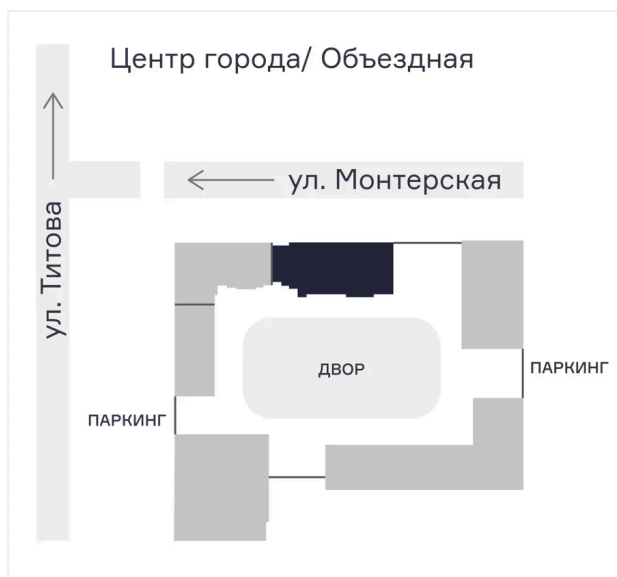 Центр города/ Объездная
ул. Монтерская
ул. Титова
ДВОР
ПАРКИНГ
ПАРКИНГ